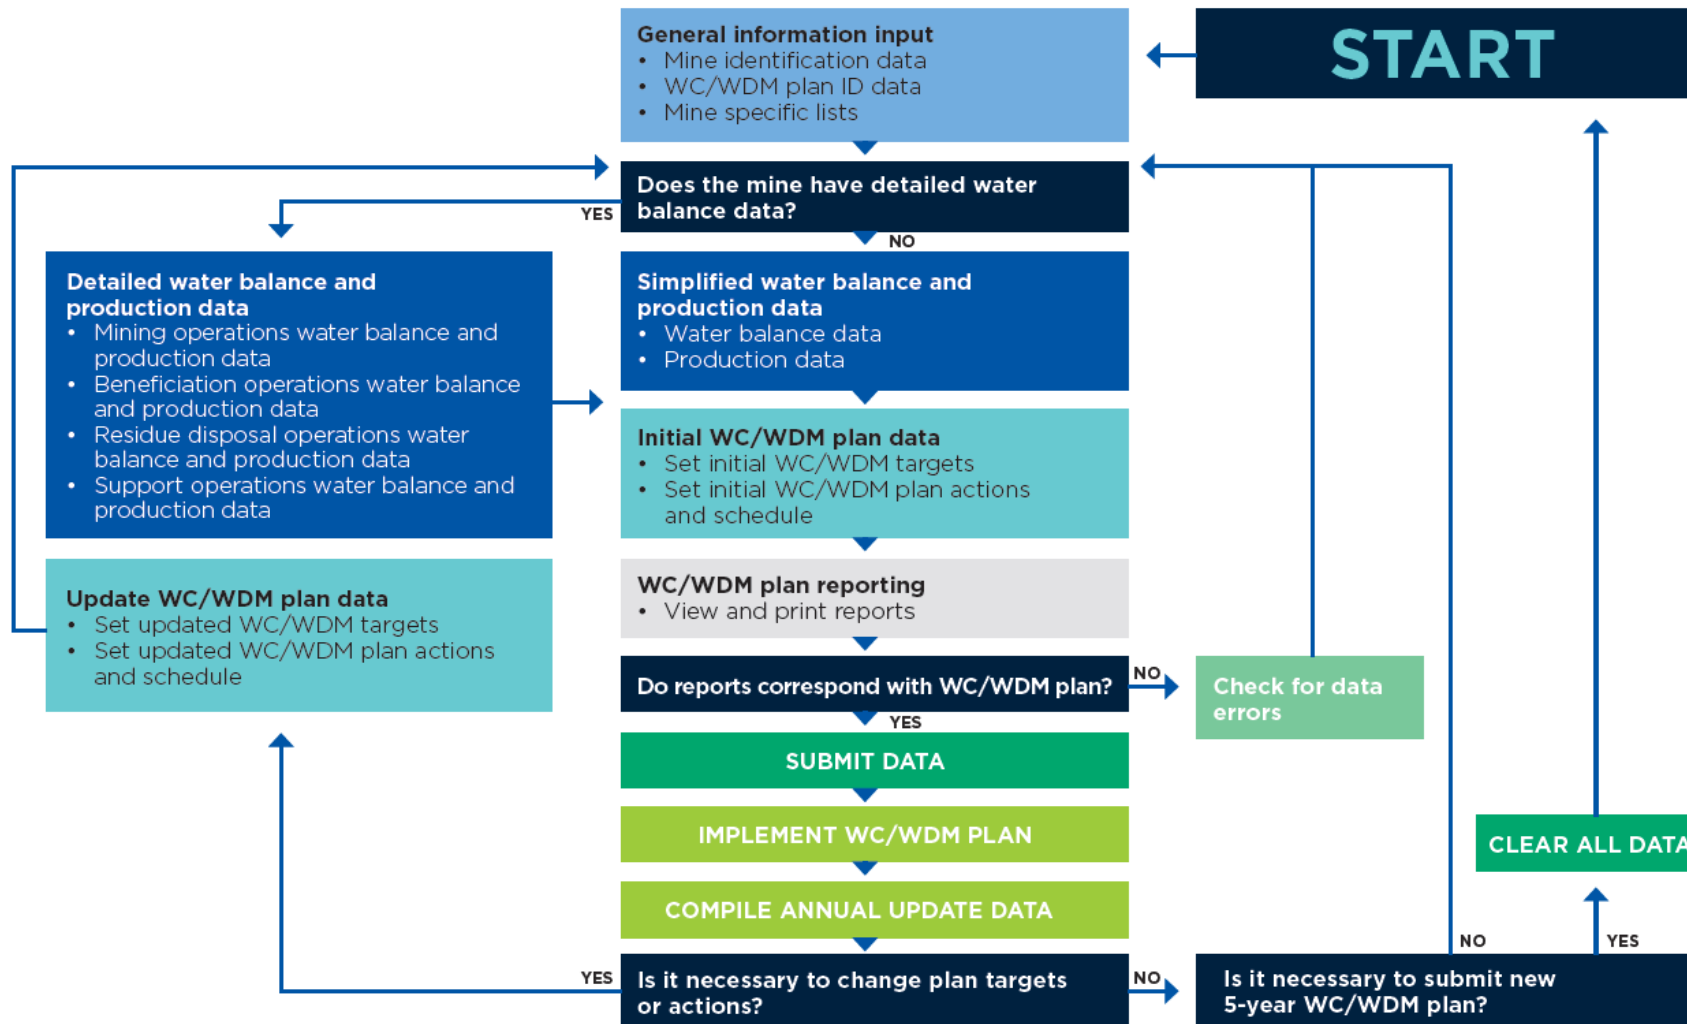 START
General information input
• Mine identification data
• WC/WDM plan ID data
• Mine specific lists
Does the mine have detailed water
balance data?
YES
NO
Detailed water balance and
production data
• Mining operations water balance and
production data
• Beneficiation operations water balance
and production data
• Residue disposal operations water
balance and production data
• Support operations water balance and
production data
Simplified water balance and
production data
• Water balance data
• Production data
Initial WC/WDM plan data
• Set initial WC/WDM targets
• Set initial WC/WDM plan actions
and schedule
Update WC/WDM plan data
• Set updated WC/WDM targets
• Set updated WC/WDM plan actions
and schedule
WC/WDM plan reporting
• View and print reports
Do reports correspond with WC/WDM plan?
NO
Check for data
errors
YES
SUBMIT DATA
IMPLEMENT WC/WDM PLAN
CLEAR ALL DATA
COMPILE ANNUAL UPDATE DATA
YES
Is it necessary to change plan targets
or actions?
NO
NO
YES
Is it necessary to submit new
5-year WC/WDM plan?